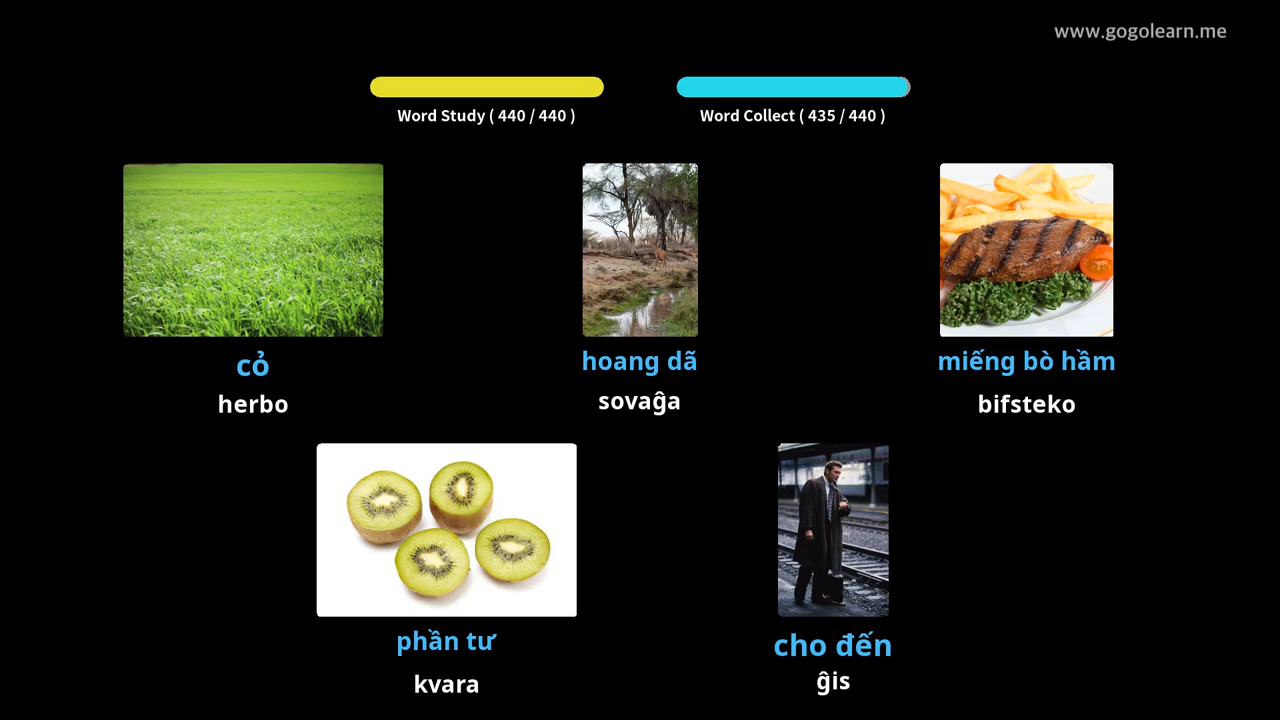 www.gogolearn.me
Word Study ( 440 / 440 )
Word Collect ( 435 / 440 )
cỏ
herbo
hoang dã
sovaĝa
miếng bò hầm
bifsteko
phần tư
kvara
cho đến
ĝis